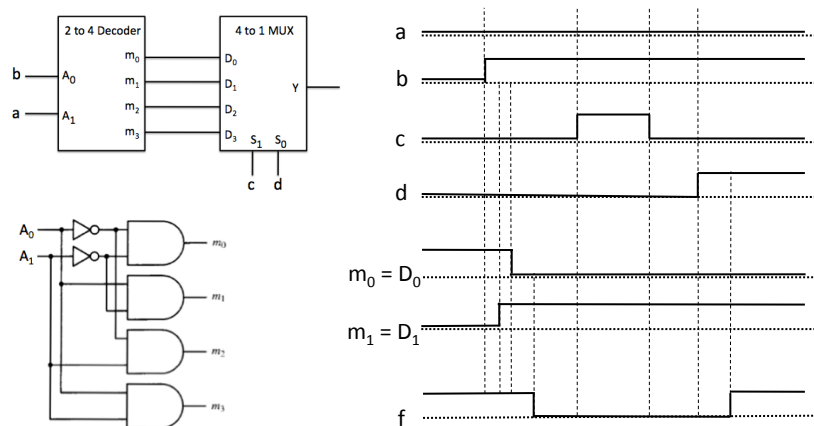 2 to 4 Decoder
b
a
A₀
A₁
m₀
m₁
m₂
m₃
4 to 1 MUX
D₀
D₁
D₂
D₃
S₁ S₀
Y
c d
A₀
A₁
m₀
m₁
m₂
m₃
a
b
c
d
m₀ = D₀
m₁ = D₁
f